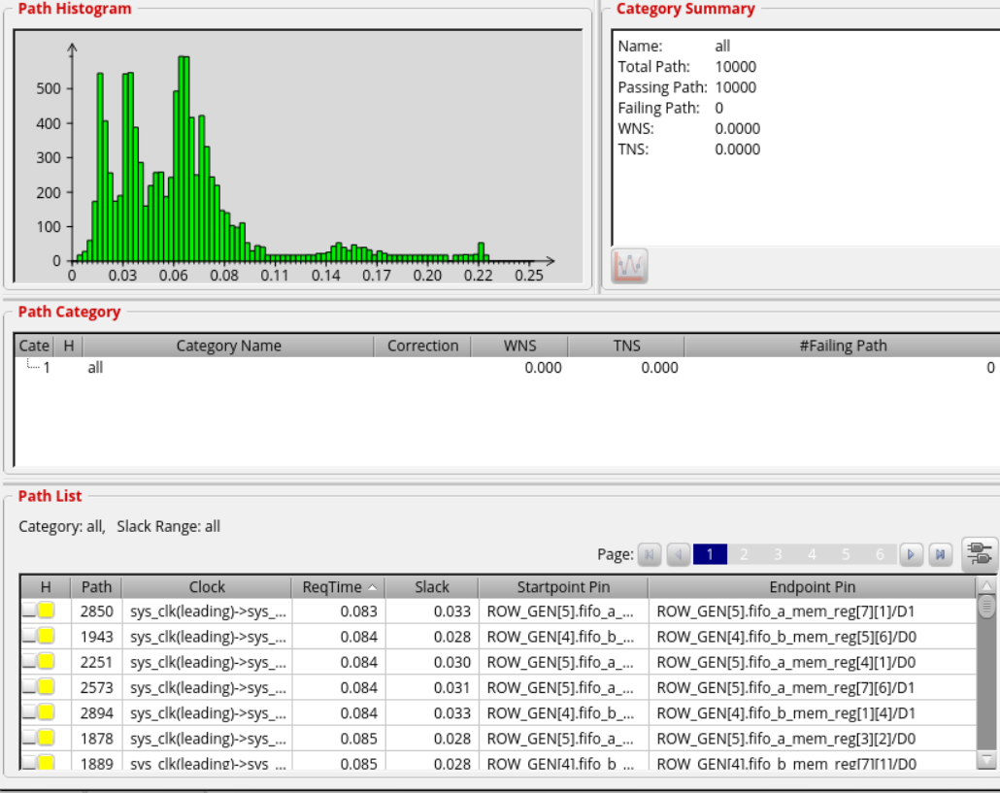 Path Histogram
500
400
300
200
100
0
0 0.03 0.06 0.08 0.11 0.14 0.17 0.20 0.22 0.25
Category Summary
Name: all
Total Path: 10000
Passing Path: 10000
Failing Path: 0
WNS: 0.0000
TNS: 0.0000
Path Category
Cate H Category Name Correction WNS TNS #Failing Path
1 all 0.000 0.000 0
Path List
Category: all, Slack Range: all
Page: 1 2 3 4 5 6
H Path Clock ReqTime Slack Startpoint Pin Endpoint Pin
2850 sys_clk(leading)->sys_... 0.083 0.033 ROW_GEN[5].fifo_a_... ROW_GEN[5].fifo_a_mem_reg[7][1]/D1
1943 sys_clk(leading)->sys_... 0.084 0.028 ROW_GEN[4].fifo_b_... ROW_GEN[4].fifo_b_mem_reg[5][6]/D0
2251 sys_clk(leading)->sys_... 0.084 0.030 ROW_GEN[5].fifo_a_... ROW_GEN[5].fifo_a_mem_reg[4][1]/D0
2573 sys_clk(leading)->sys_... 0.084 0.031 ROW_GEN[5].fifo_a_... ROW_GEN[5].fifo_a_mem_reg[7][6]/D1
2894 sys_clk(leading)->sys_... 0.084 0.033 ROW_GEN[4].fifo_b_... ROW_GEN[4].fifo_b_mem_reg[1][4]/D1
1878 sys_clk(leading)->sys_... 0.085 0.028 ROW_GEN[5].fifo_a_... ROW_GEN[5].fifo_a_mem_reg[3][2]/D0
1889 sys_clk(leading)->sys_... 0.085 0.028 ROW_GEN[4].fifo_b_... ROW_GEN[4].fifo_b_mem_reg[7][1]/D0